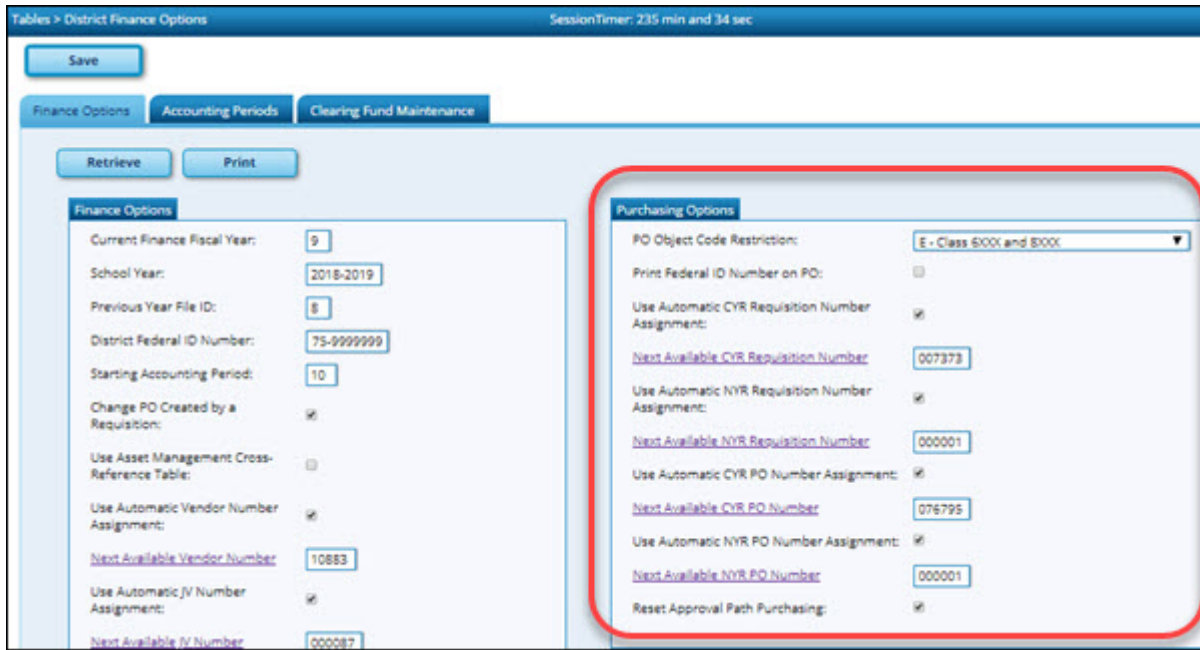 Tables > District Finance Options
SessionTimer: 235 min and 34 sec
Save
Finance Options
Accounting Periods
Clearing Fund Maintenance
Retrieve
Print
Finance Options
Current Finance Fiscal Year:
9
School Year:
2018-2019
Previous Year File ID:
8
District Federal ID Number:
75-9999999
Starting Accounting Period:
10
Change PO Created by a
Requisition:
Use Asset Management Cross-
Reference Table:
Use Automatic Vendor Number
Assignment:
Next Available Vendor Number
10883
Use Automatic JV Number
Assignment:
Next Available JV Number
000087
Purchasing Options
PO Object Code Restriction:
E - Class 6XXX and 8XXX
Print Federal ID Number on PO:
Use Automatic CYR Requisition Number
Assignment:
Next Available CYR Requisition Number
007373
Use Automatic NYR Requisition Number
Assignment:
Next Available NYR Requisition Number
000001
Use Automatic CYR PO Number Assignment:
Next Available CYR PO Number
076795
Use Automatic NYR PO Number Assignment:
Next Available NYR PO Number
000001
Reset Approval Path Purchasing: